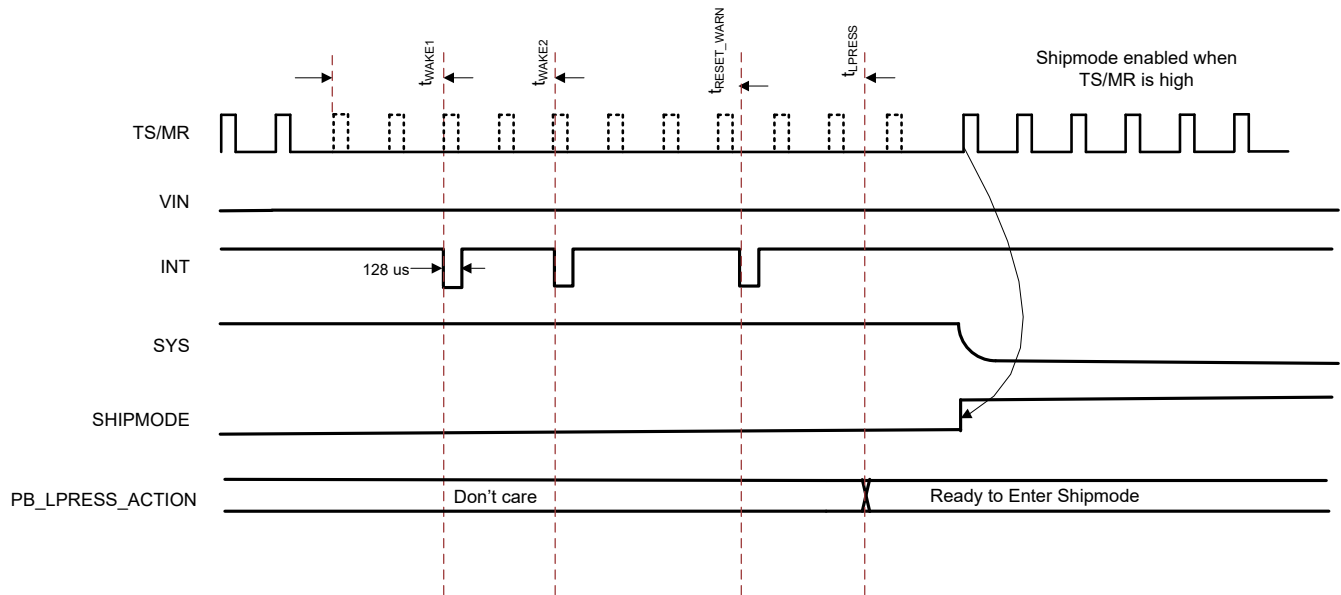 tWAKE1
tWAKE2
tRESET_WARN
tLPRESS
Shipmode enabled when
TS/MR is high
TS/MR
VIN
INT
128 us
SYS
SHIPMODE
PB_LPRESS_ACTION
Don't care
Ready to Enter Shipmode